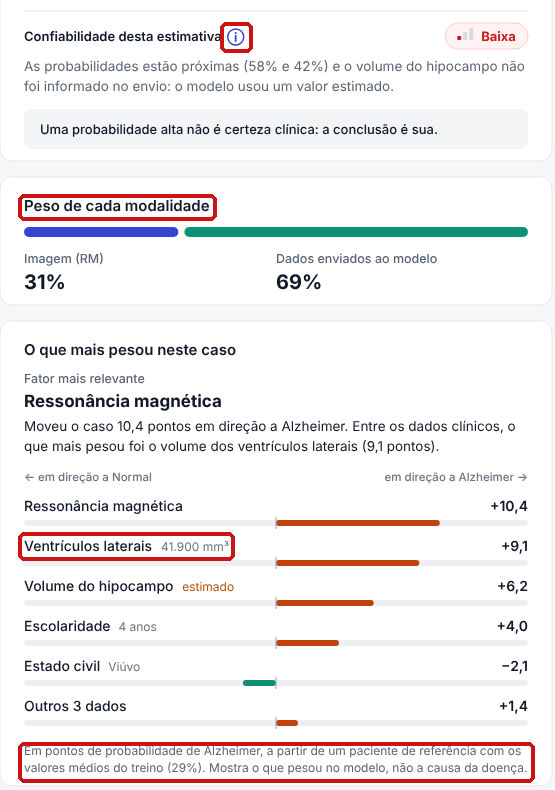 Confiabilidade desta estimativa
Baixa
As probabilidades estão próximas (58% e 42%) e o volume do hipocampo não
foi informado no envio: o modelo usou um valor estimado.
Uma probabilidade alta não é certeza clínica: a conclusão é sua.
Peso de cada modalidade
Imagem (RM)
Dados enviados ao modelo
31%
69%
O que mais pesou neste caso
Fator mais relevante
Ressonância magnética
Moveu o caso 10,4 pontos em direção a Alzheimer. Entre os dados clínicos, o
que mais pesou foi o volume dos ventrículos laterais (9,1 pontos).
← em direção a Normal
em direção a Alzheimer →
Ressonância magnética +10,4
Ventrículos laterais 41.900 mm³ +9,1
Volume do hipocampo estimado +6,2
Escolaridade 4 anos +4,0
Estado civil Viúvo −2,1
Outros 3 dados +1,4
Em pontos de probabilidade de Alzheimer, a partir de um paciente de referência com os
valores médios do treino (29%). Mostra o que pesou no modelo, não a causa da doença.